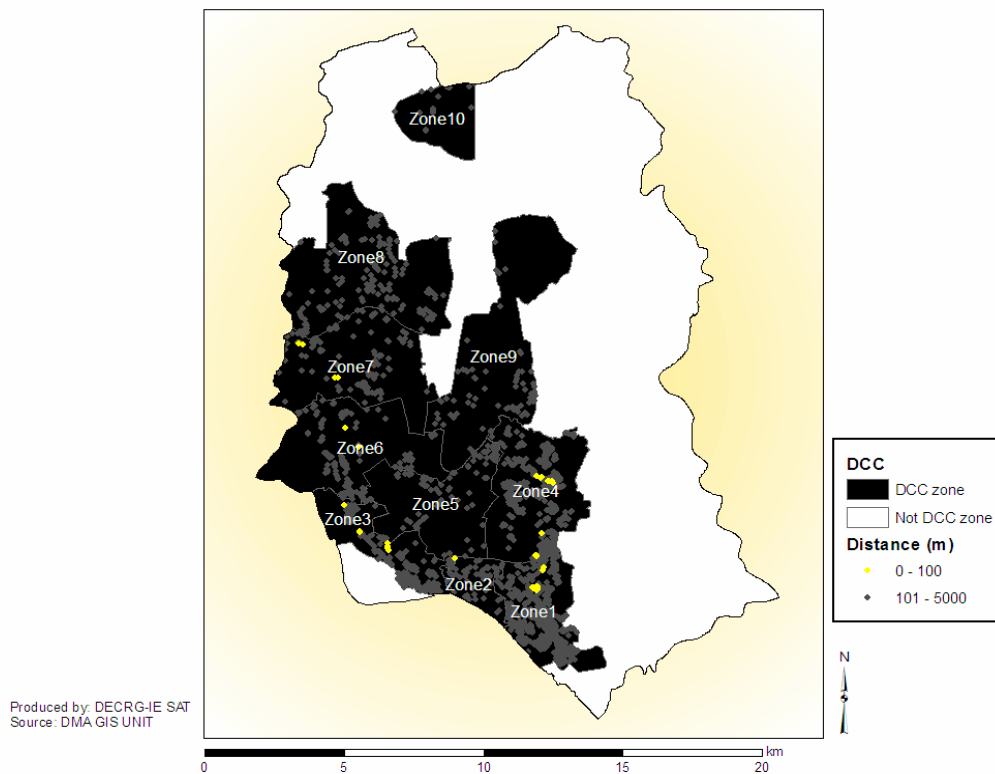 Zone10
Zone8
Zone9
Zone7
Zone6
Zone4
Zone5
Zone3
Zone2
Zone1
DCC
DCC zone
Not DCC zone
Distance (m)
0 - 100
101 - 5000
N
Produced by: DECRG-IE SAT
Source: DMA GIS UNIT
km
0 5 10 15 20